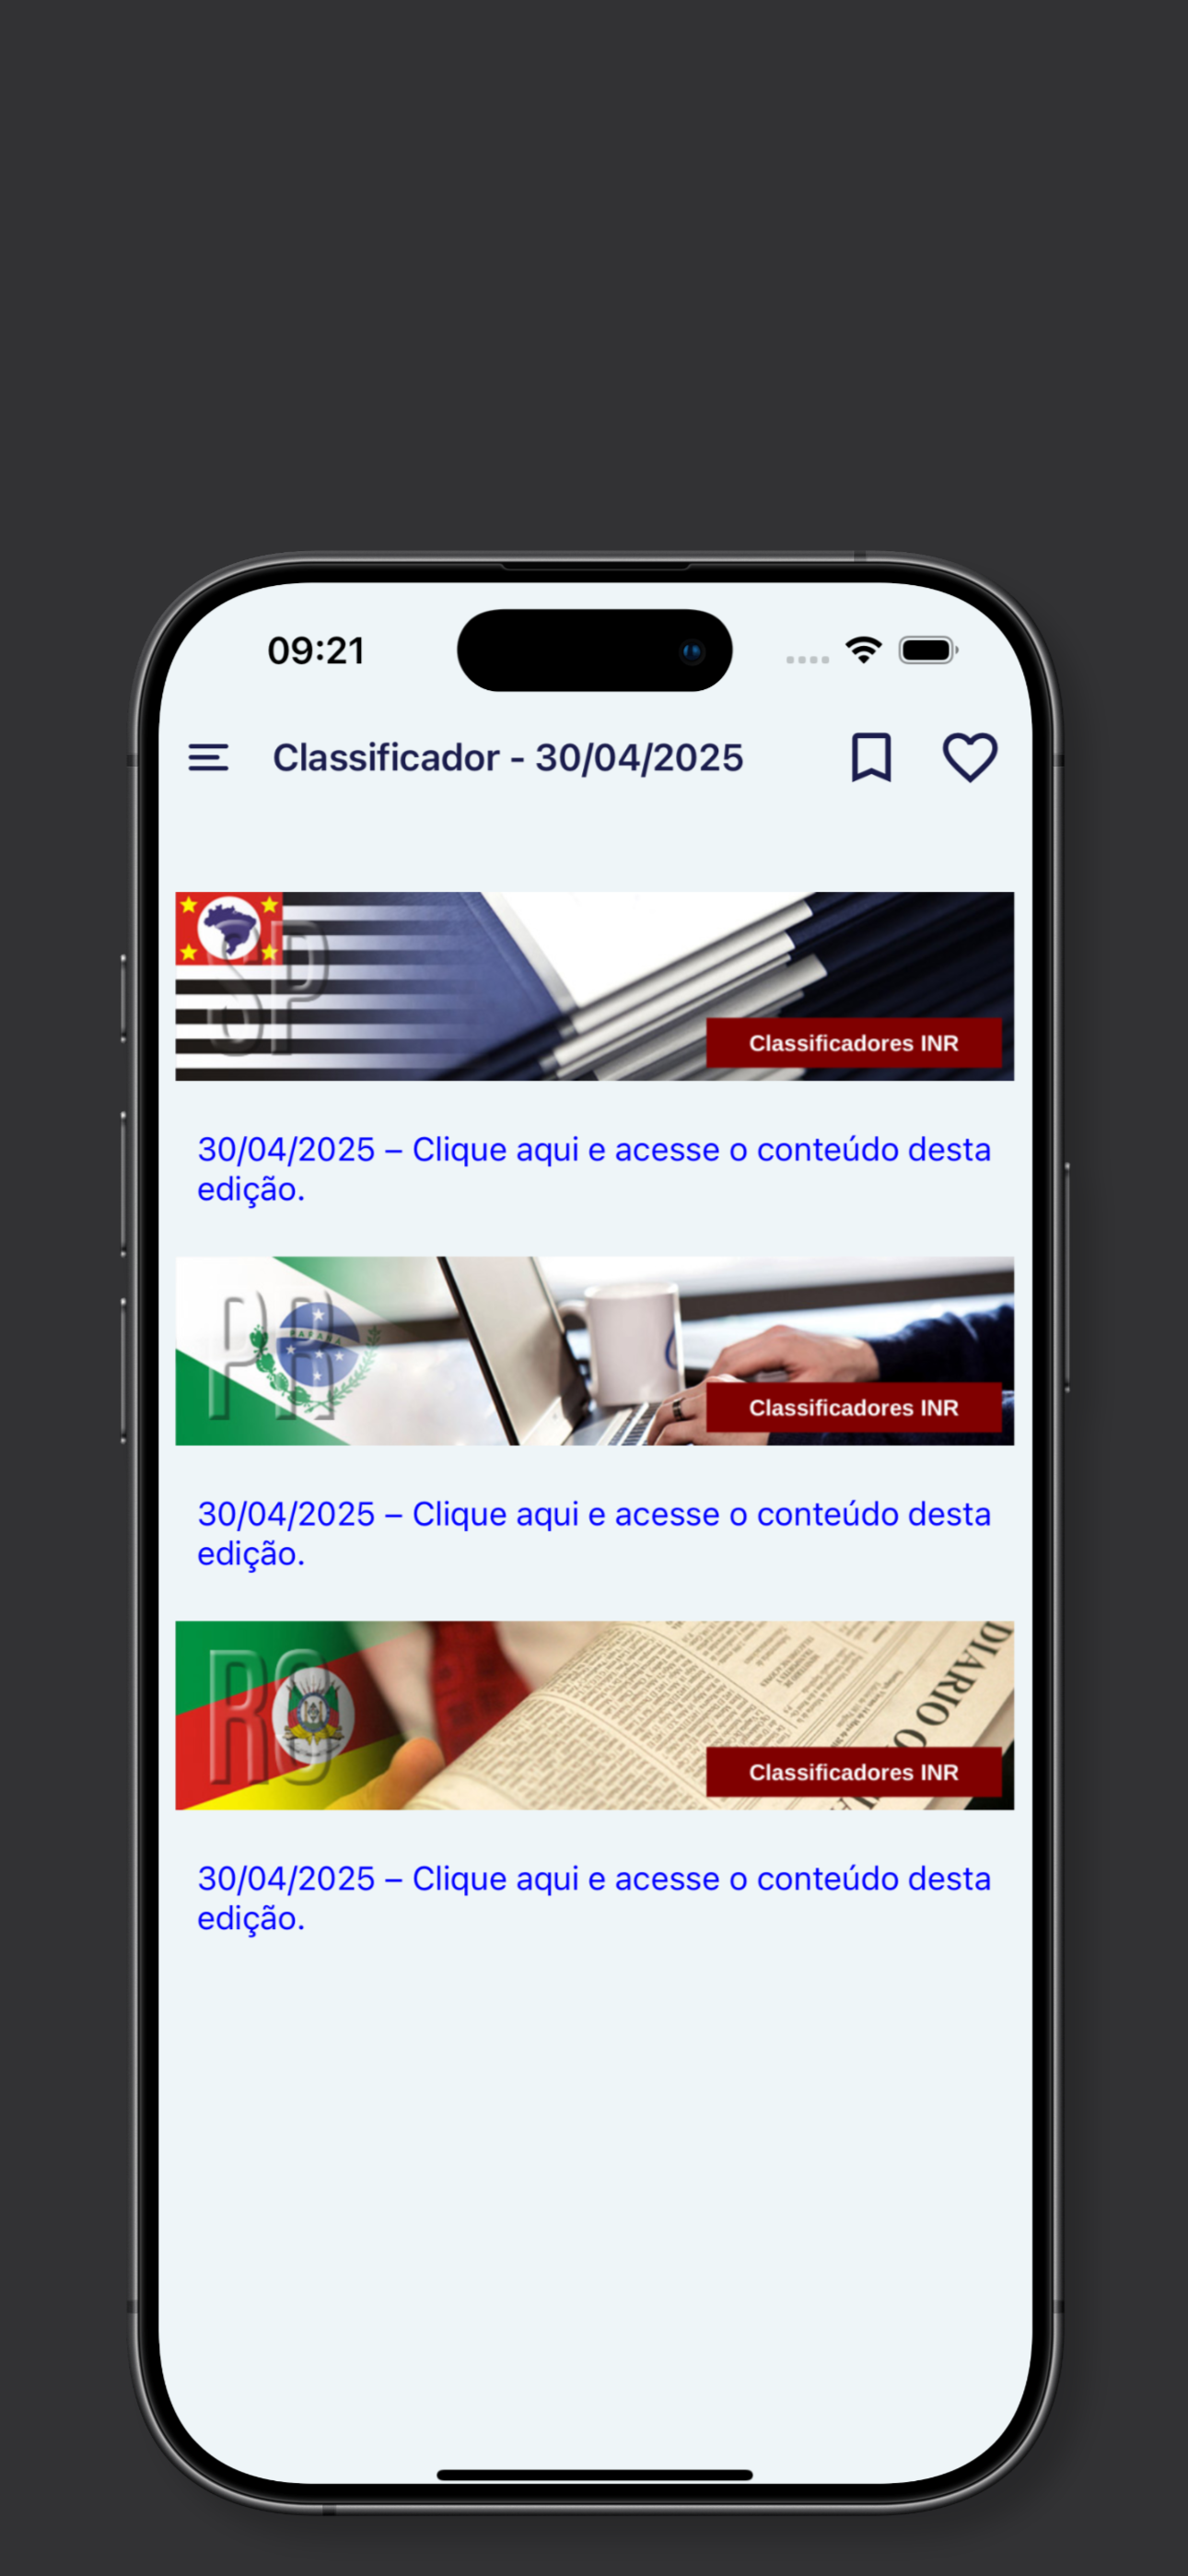 09:21
Classificador - 30/04/2025
SP
Classificadores INR
30/04/2025 – Clique aqui e acesse o conteúdo desta
edição.
PR
PARANÁ
Classificadores INR
30/04/2025 – Clique aqui e acesse o conteúdo desta
edição.
RS
DIARIO O
Classificadores INR
30/04/2025 – Clique aqui e acesse o conteúdo desta
edição.